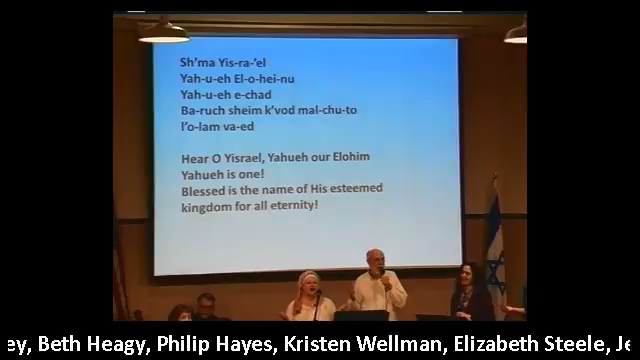 Sh'ma Yis-ra-'el
Yah-u-eh El-o-hei-nu
Yah-u-eh e-chad
Ba-ruch sheim k'vod mal-chu-to
l'o-lam va-ed
Hear O Yisrael, Yahueh our Elohim
Yahueh is one!
Blessed is the name of His esteemed
kingdom for all eternity!
ey, Beth Heagy, Philip Hayes, Kristen Wellman, Elizabeth Steele, Je